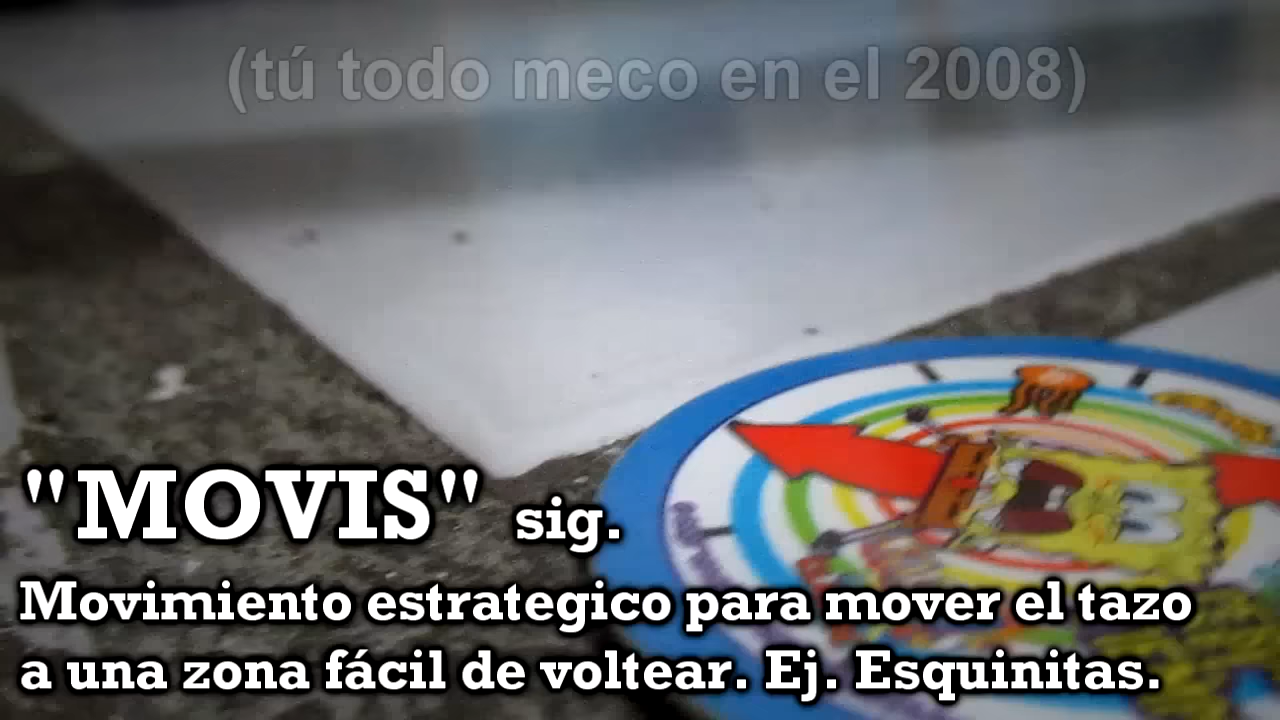 (tú todo meco en el 2008)
"MOVIS" sig.
Movimiento estrategico para mover el tazo
a una zona fácil de voltear. Ej. Esquinitas.